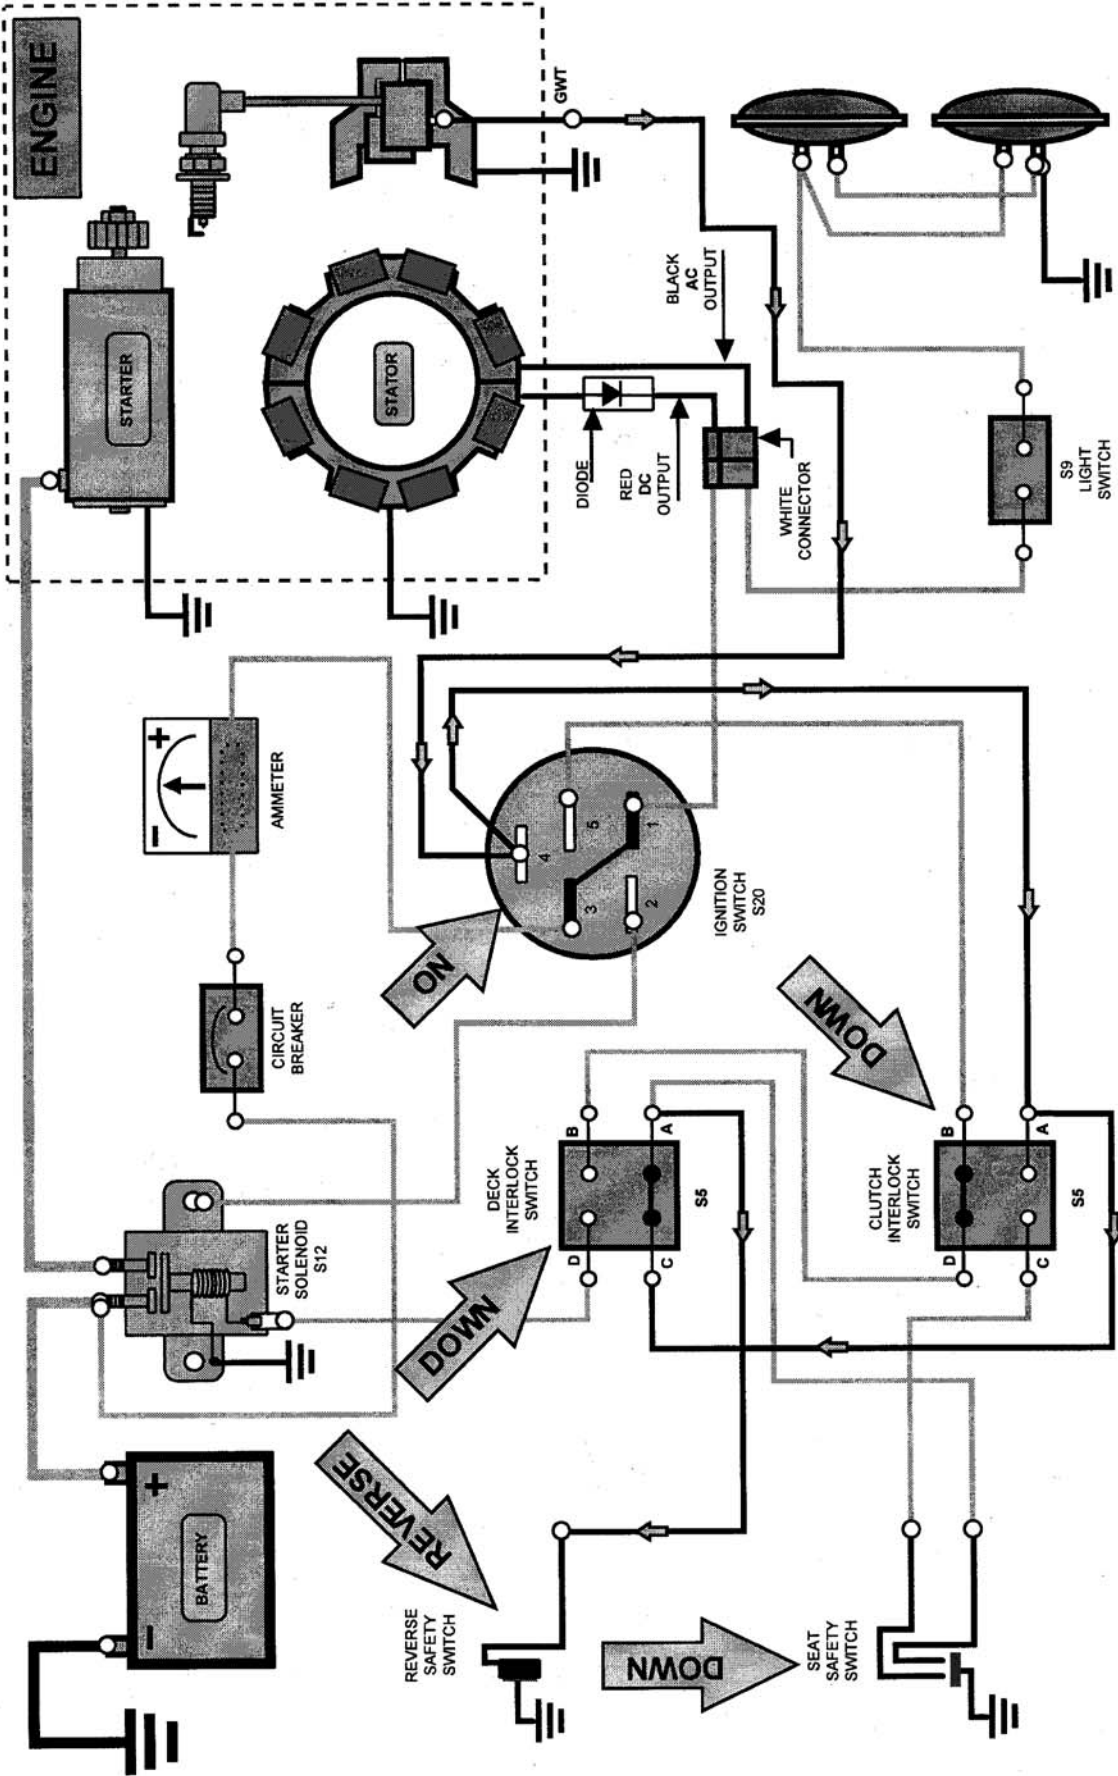 ENGINE
GWT
STARTER
STATOR
BLACK
AC
OUTPUT
DIODE
RED
DC
OUTPUT
WHITE
CONNECTOR
S9
LIGHT
SWITCH
+
−
AMMETER
4
5
1
3
2
IGNITION
SWITCH
S20
ON
CIRCUIT
BREAKER
DOWN
B
A
DECK
INTERLOCK
SWITCH
S5
D
C
B
A
CLUTCH
INTERLOCK
SWITCH
S5
D
C
STARTER
SOLENOID
S12
DOWN
REVERSE
+
−
BATTERY
REVERSE
SAFETY
SWITCH
DOWN
SEAT
SAFETY
SWITCH